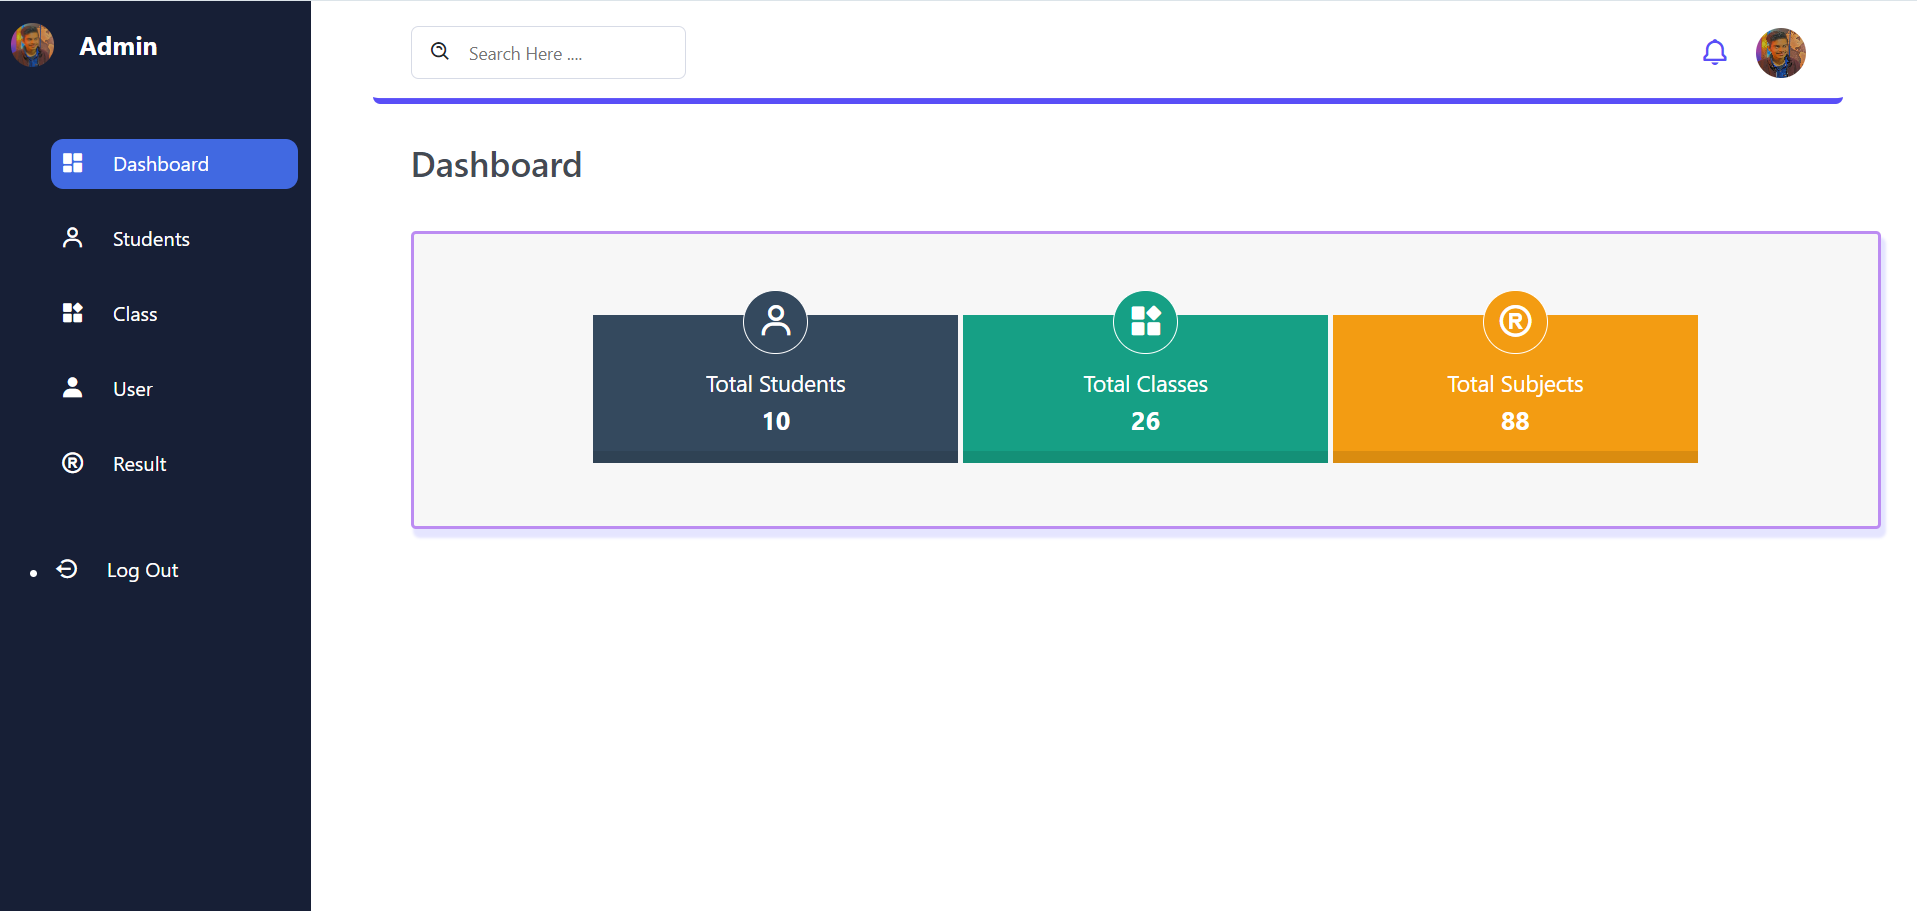 Admin
Search Here ....
Dashboard
Students
Class
User
Result
Log Out
Dashboard
Total Students
10
Total Classes
26
Total Subjects
88